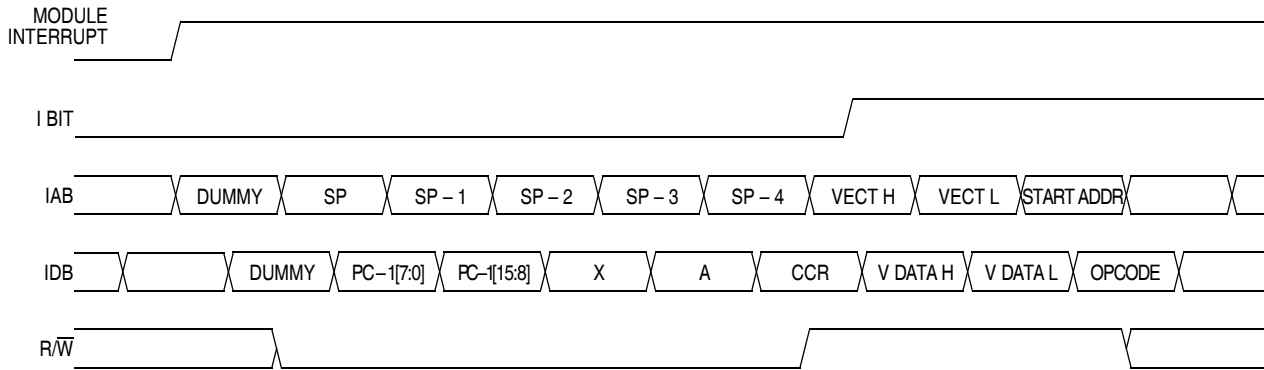 MODULE
INTERRUPT
I BIT
IAB DUMMY SP SP – 1 SP – 2 SP – 3 SP – 4 VECT H VECT L START ADDR
IDB DUMMY PC – 1[7:0] PC–1[15:8] X A CCR V DATA H V DATA L OPCODE
R/W̅